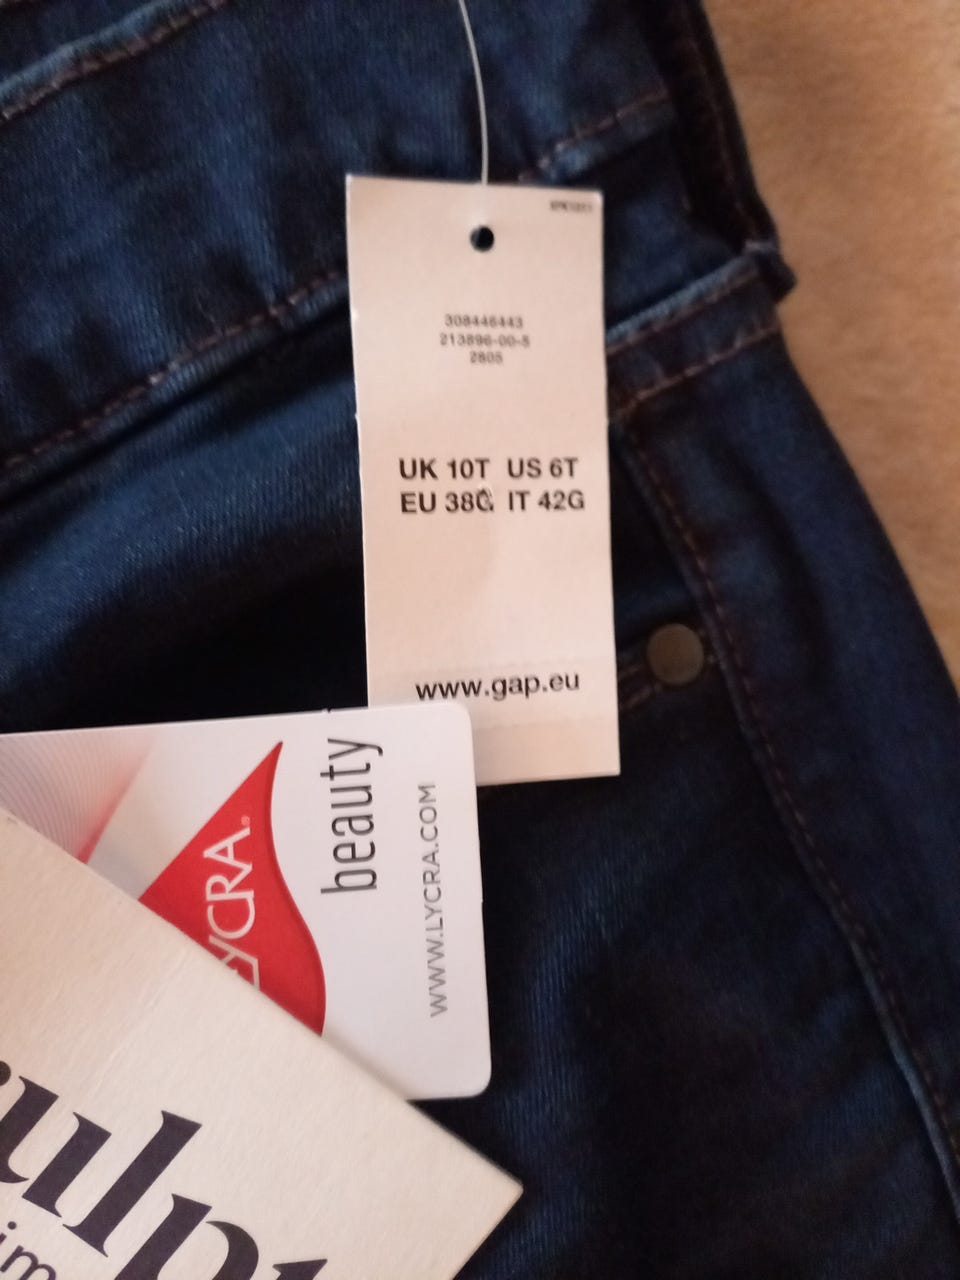 308446443
213896-00-5
2805
UK 10T US 6T
EU 38G IT 42G
www.gap.eu
LYCRA.
beauty
WWW.LYCRA.COM